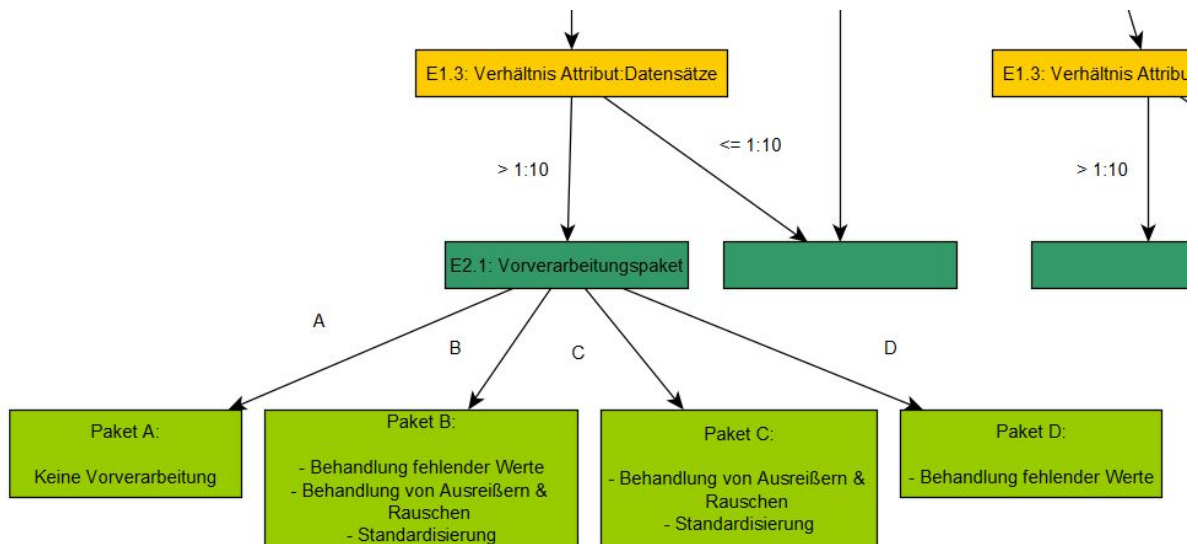 E1.3: Verhältnis Attribut:Datensätze
E1.3: Verhältnis Attribu
<= 1:10
> 1:10
> 1:10
E2.1: Vorverarbeitungspaket
A
B
C
D
Paket A:
Keine Vorverarbeitung
Paket B:
- Behandlung fehlender Werte
- Behandlung von Ausreißern &
Rauschen
- Standardisierung
Paket C:
- Behandlung von Ausreißern &
Rauschen
- Standardisierung
Paket D:
- Behandlung fehlender Werte